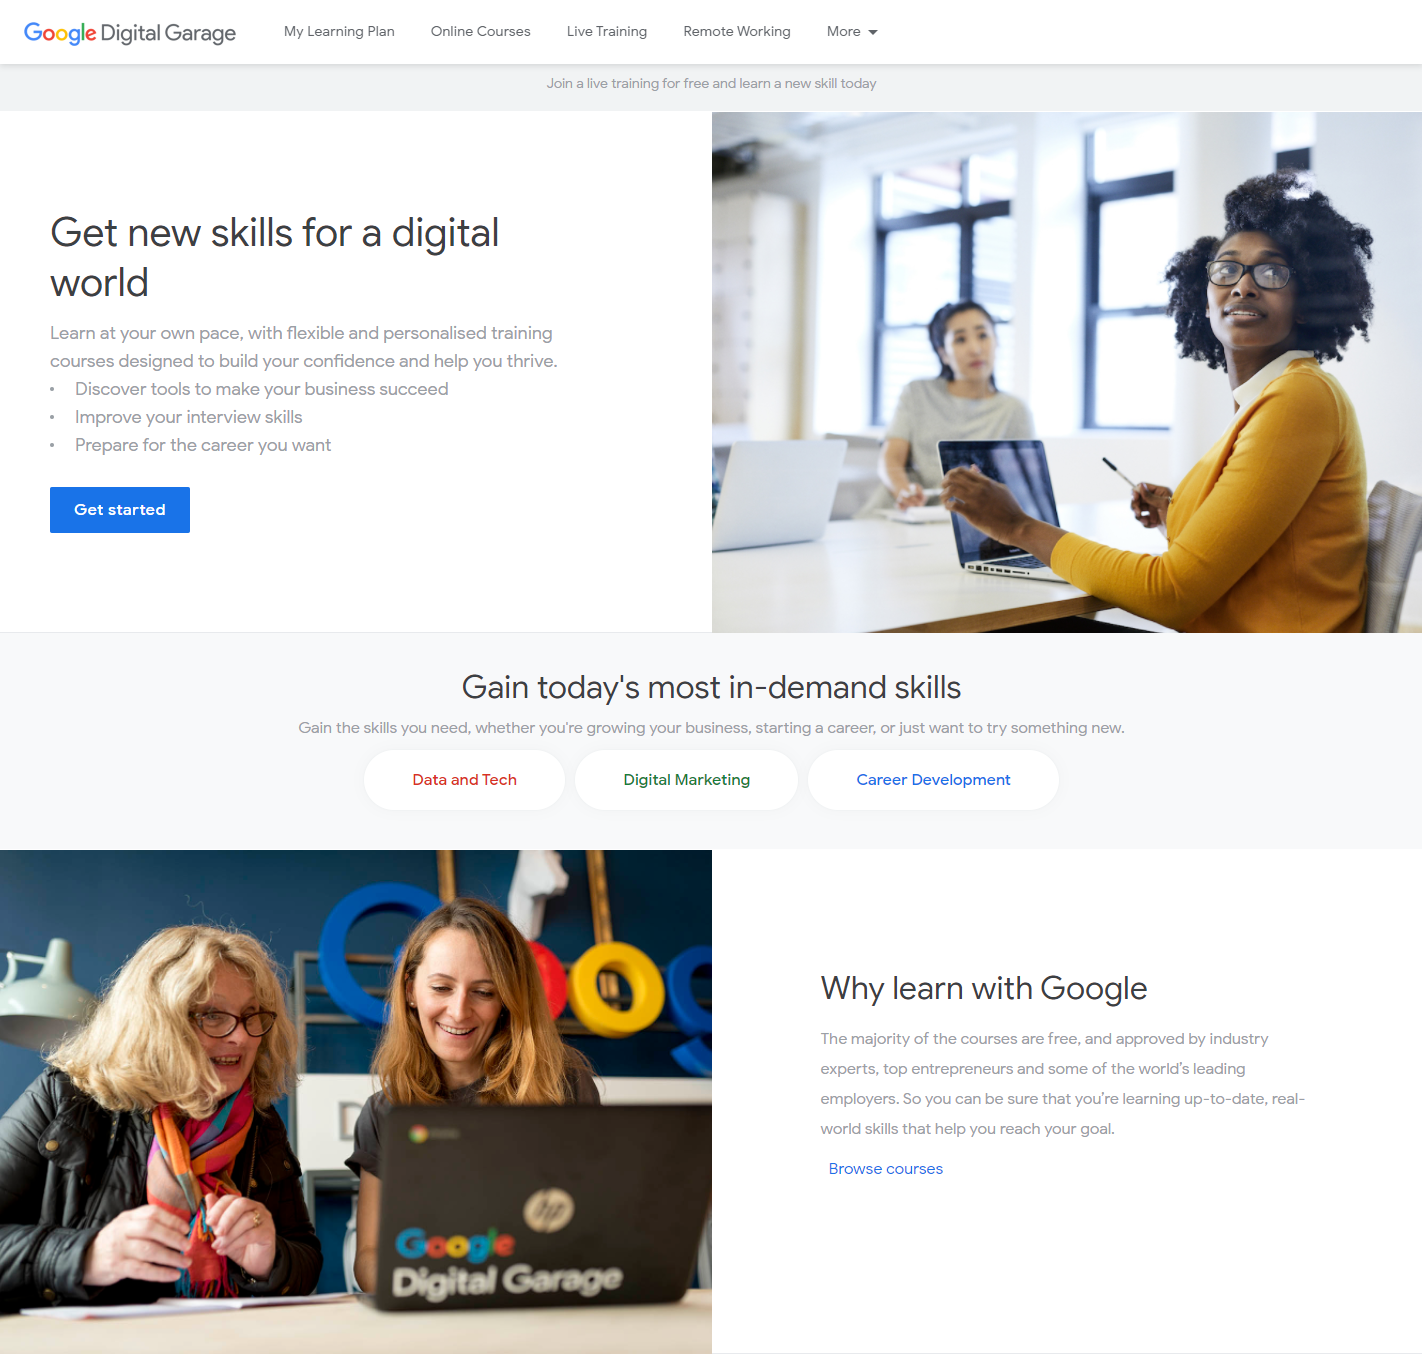 Google Digital Garage
My Learning Plan
Online Courses
Live Training
Remote Working
More
Join a live training for free and learn a new skill today
Get new skills for a digital
world
Learn at your own pace, with flexible and personalised training
courses designed to build your confidence and help you thrive.
• Discover tools to make your business succeed
• Improve your interview skills
• Prepare for the career you want
Get started
Gain today's most in-demand skills
Gain the skills you need, whether you're growing your business, starting a career, or just want to try something new.
Data and Tech
Digital Marketing
Career Development
hp
Google
Digital Garage
Why learn with Google
The majority of the courses are free, and approved by industry
experts, top entrepreneurs and some of the world’s leading
employers. So you can be sure that you’re learning up-to-date, real-
world skills that help you reach your goal.
Browse courses